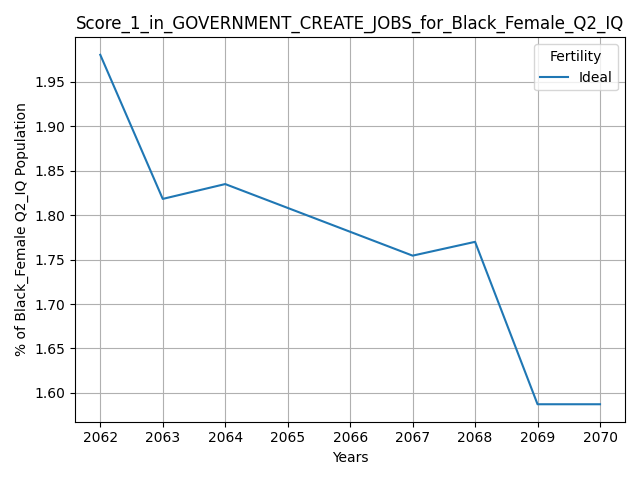 Score_1_in_GOVERNMENT_CREATE_JOBS_for_Black_Female_Q2_IQ
Fertility
Ideal
% of Black_Female Q2_IQ Population
1.95
1.90
1.85
1.80
1.75
1.70
1.65
1.60
2062 2063 2064 2065 2066 2067 2068 2069 2070
Years